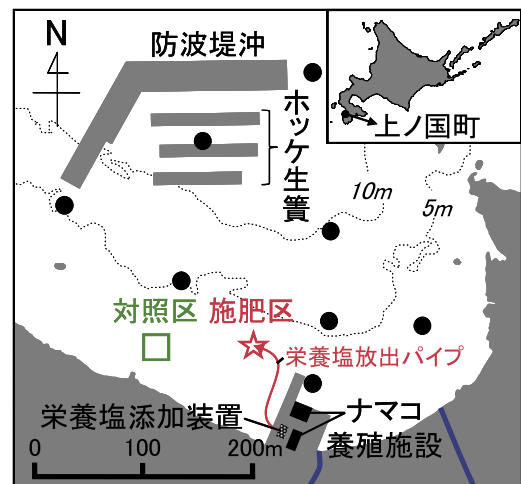 N
防波堤沖
上ノ国町
ホッケ生簀
10m
5m
対照区
施肥区
栄養塩放出パイプ
栄養塩添加装置
ナマコ
養殖施設
0 100 200m